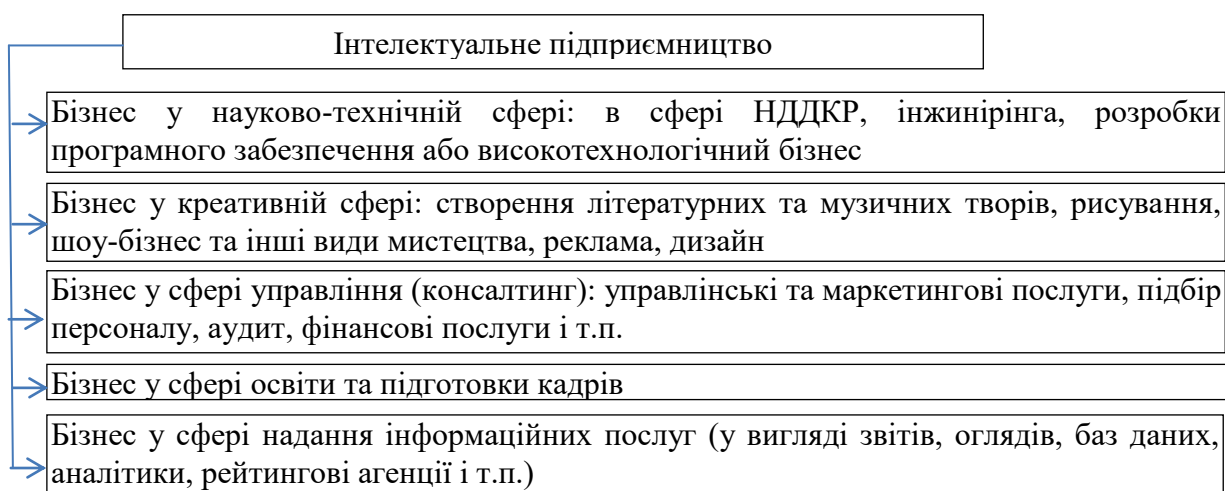 Інтелектуальне підприємництво
Бізнес у науково-технічній сфері: в сфері НДДКР, інжинірінга, розробки
програмного забезпечення або високотехнологічний бізнес
Бізнес у креативній сфері: створення літературних та музичних творів, рисування,
шоу-бізнес та інші види мистецтва, реклама, дизайн
Бізнес у сфері управління (консалтинг): управлінські та маркетингові послуги, підбір
персоналу, аудит, фінансові послуги і т.п.
Бізнес у сфері освіти та підготовки кадрів
Бізнес у сфері надання інформаційних послуг (у вигляді звітів, оглядів, баз даних,
аналітики, рейтингові агенції і т.п.)